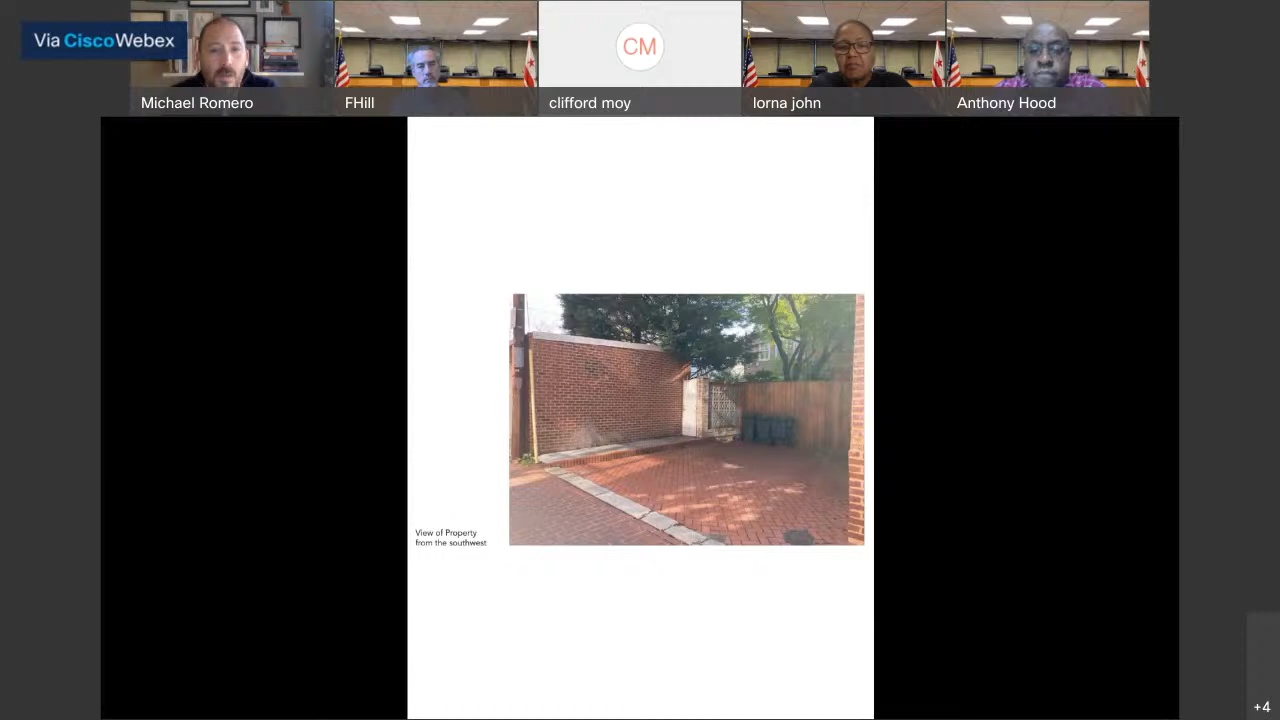 Via CiscoWebex
CM
Michael Romero
FHill
clifford moy
lorna john
Anthony Hood
View of Property
from the southwest
+4